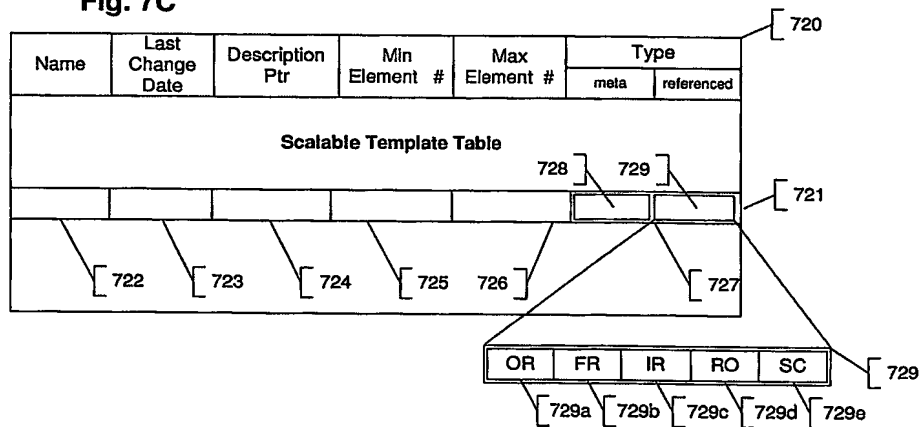 Fig. 7C
720
Name
Last Change Date
Description Ptr
Min Element #
Max Element #
Type
meta
referenced
Scalable Template Table
728
729
721
722
723
724
725
726
727
OR
FR
IR
RO
SC
729
729a
729b
729c
729d
729e